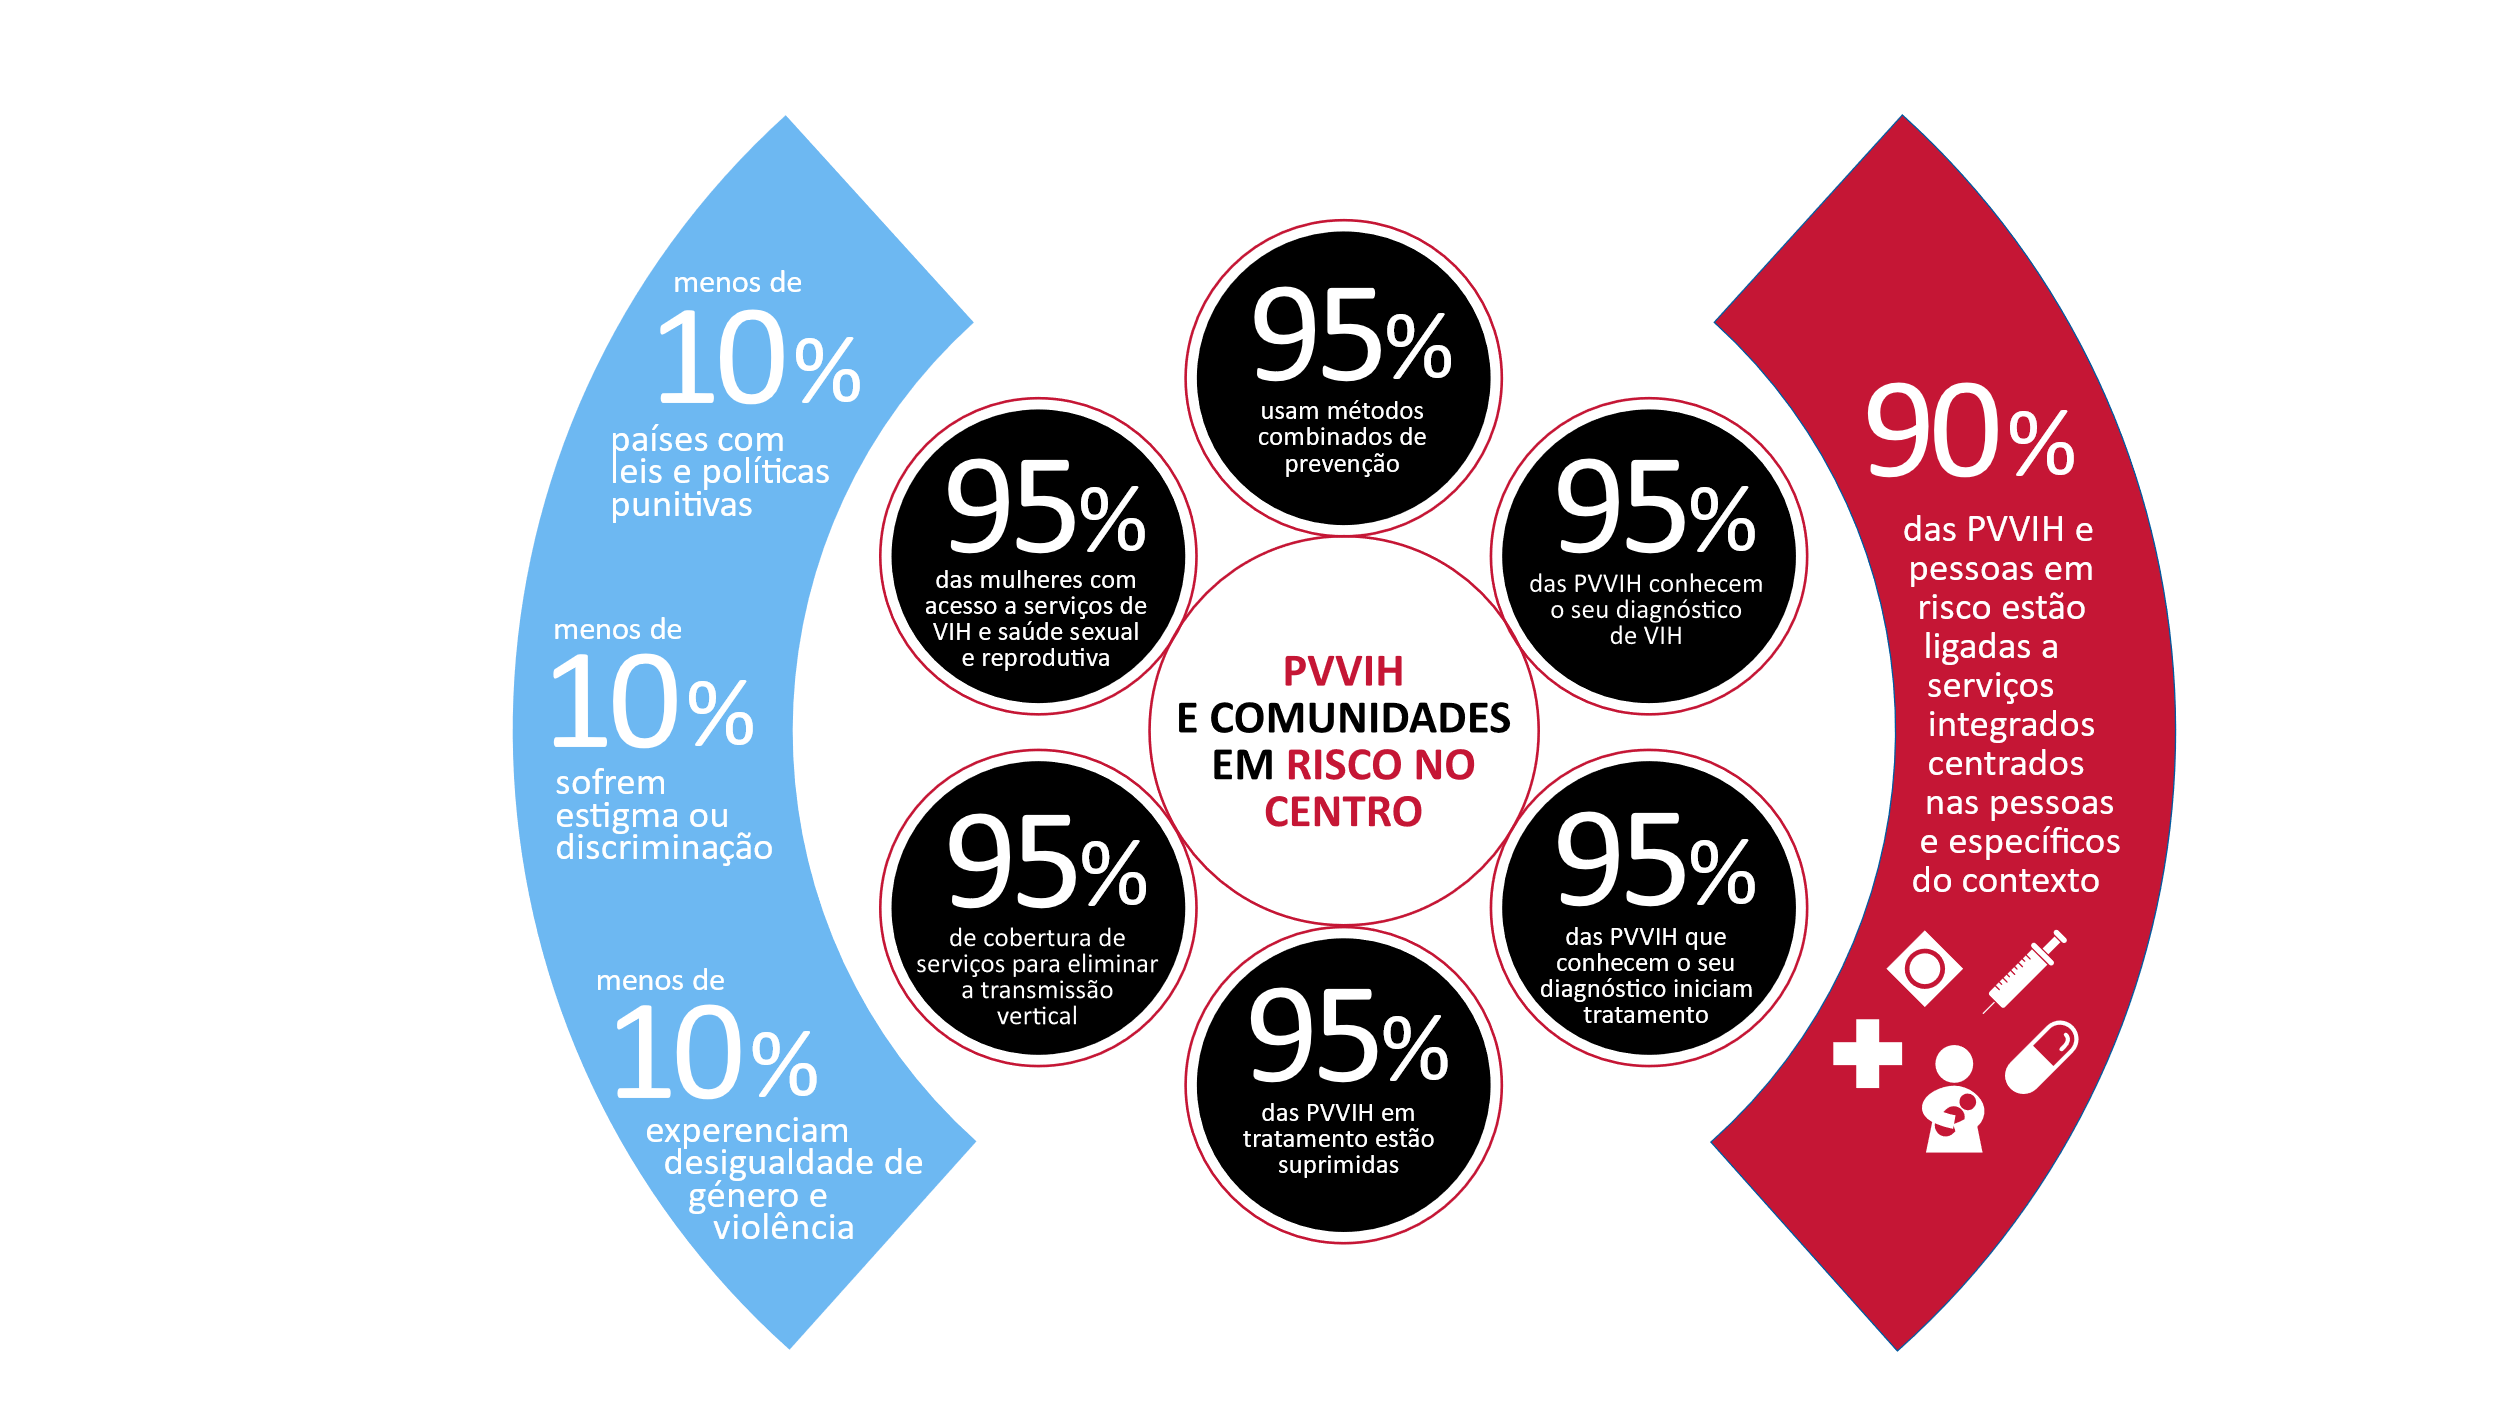 menos de
10%
países com
leis e políticas
punitivas
menos de
10%
sofrem
estigma ou
discriminação
menos de
10%
experenciam
desigualdade de
género e
violência
95%
usam métodos
combinados de
prevenção
95%
das mulheres com
acesso a serviços de
VIH e saúde sexual
e reprodutiva
95%
das PVVIH conhecem
o seu diagnóstico
de VIH
PVVIH
E COMUNIDADES
EM RISCO NO
CENTRO
95%
de cobertura de
serviços para eliminar
a transmissão
vertical
95%
das PVVIH que
conhecem o seu
diagnóstico iniciam
tratamento
95%
das PVVIH em
tratamento estão
suprimidas
90%
das PVVIH e
pessoas em
risco estão
ligadas a
serviços
integrados
centrados
nas pessoas
e específicos
do contexto